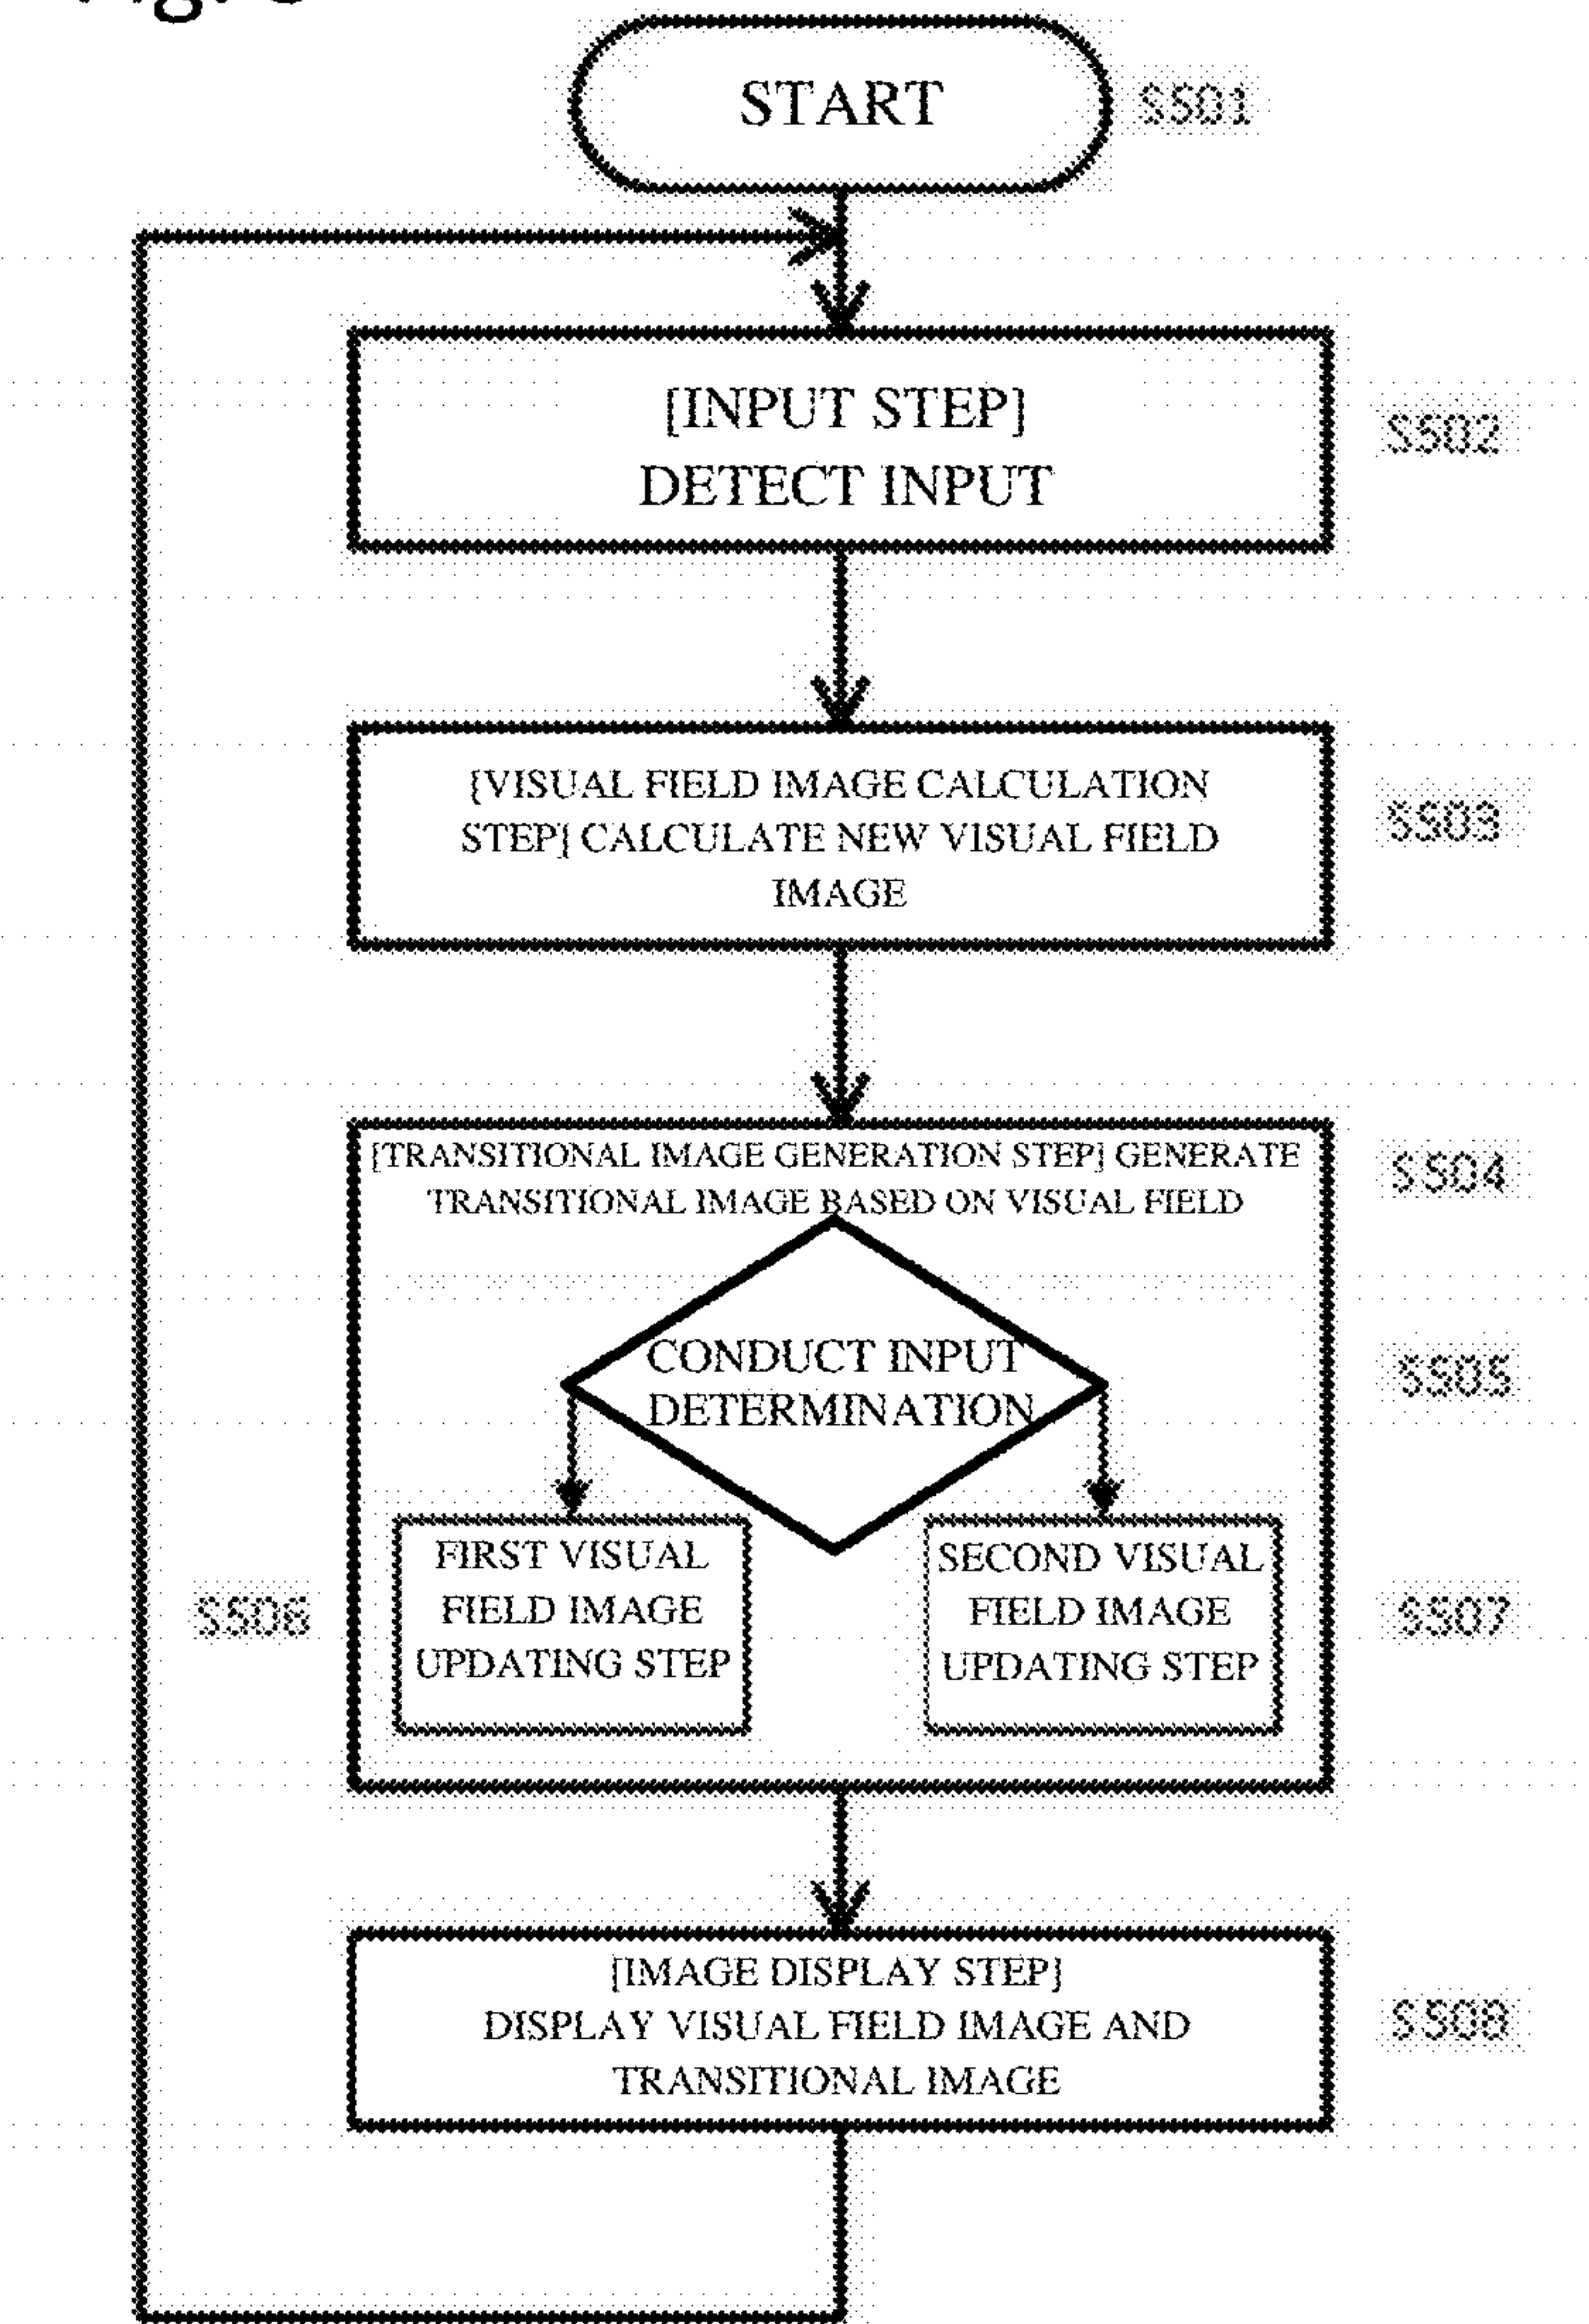 START
S501
[INPUT STEP]
DETECT INPUT
S502
[VISUAL FIELD IMAGE CALCULATION
STEP] CALCULATE NEW VISUAL FIELD
IMAGE
S503
[TRANSITIONAL IMAGE GENERATION STEP] GENERATE
TRANSITIONAL IMAGE BASED ON VISUAL FIELD
S504
CONDUCT INPUT
DETERMINATION
S505
FIRST VISUAL
FIELD IMAGE
UPDATING STEP
S506
SECOND VISUAL
FIELD IMAGE
UPDATING STEP
S507
[IMAGE DISPLAY STEP]
DISPLAY VISUAL FIELD IMAGE AND
TRANSITIONAL IMAGE
S508